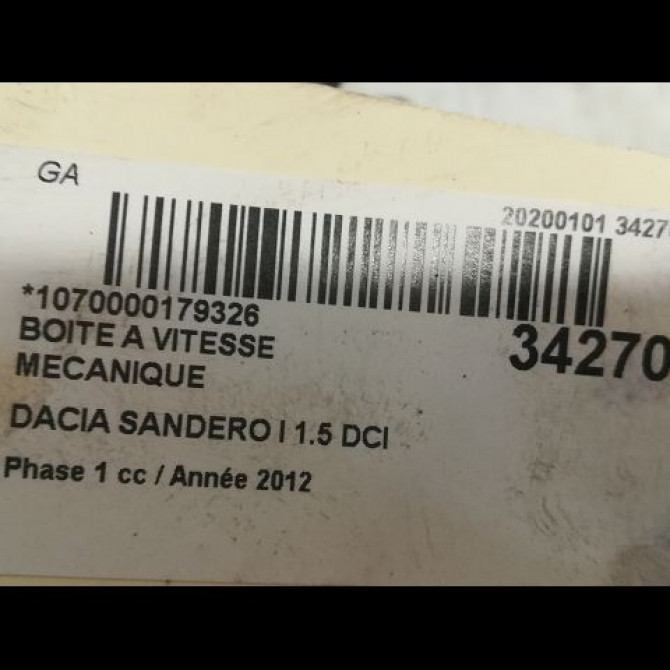 GA
20200101 3427
*1070000179326
34270
BOITE A VITESSE
MECANIQUE
DACIA SANDERO I 1.5 DCI
Phase 1 cc / Année 2012